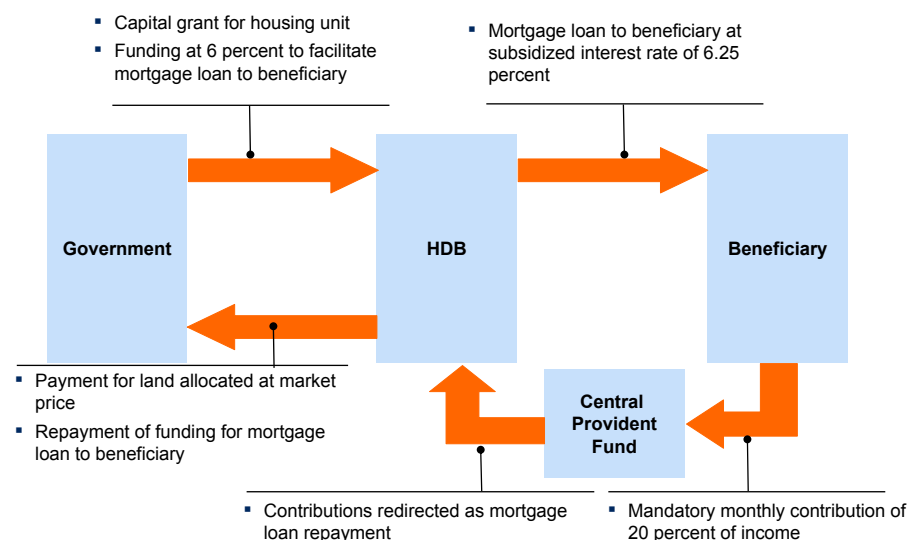 ▪ Capital grant for housing unit
▪ Funding at 6 percent to facilitate
mortgage loan to beneficiary
▪ Mortgage loan to beneficiary at
subsidized interest rate of 6.25
percent
Government
HDB
Beneficiary
▪ Payment for land allocated at market
price
▪ Repayment of funding for mortgage
loan to beneficiary
Central
Provident
Fund
▪ Contributions redirected as mortgage
loan repayment
▪ Mandatory monthly contribution of
20 percent of income